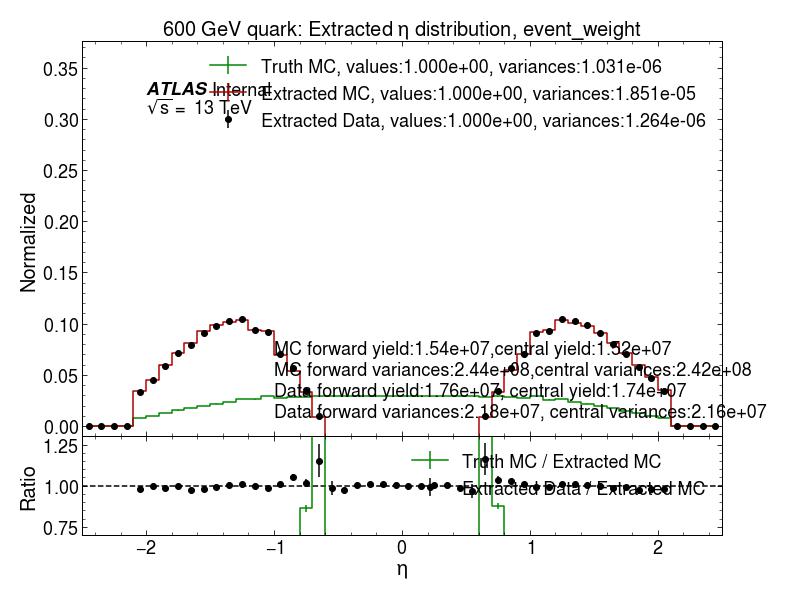 600 GeV quark: Extracted η distribution, event_weight
Truth MC, values:1.000e+00, variances:1.031e-06
ATLAS Internal
Extracted MC, values:1.000e+00, variances:1.851e-05
√s = 13 TeV
Extracted Data, values:1.000e+00, variances:1.264e-06
Normalized
0.35
0.30
0.25
0.20
0.15
0.10
0.05
0.00
MC forward yield:1.54e+07,central yield:1.52e+07
MC forward variances:2.44e+08,central variances:2.42e+08
Data forward yield:1.76e+07, central yield:1.74e+07
Data forward variances:2.18e+07, central variances:2.16e+07
Ratio
1.25
1.00
0.75
Truth MC / Extracted MC
Extracted Data / Extracted MC
−2
−1
0
1
2
η